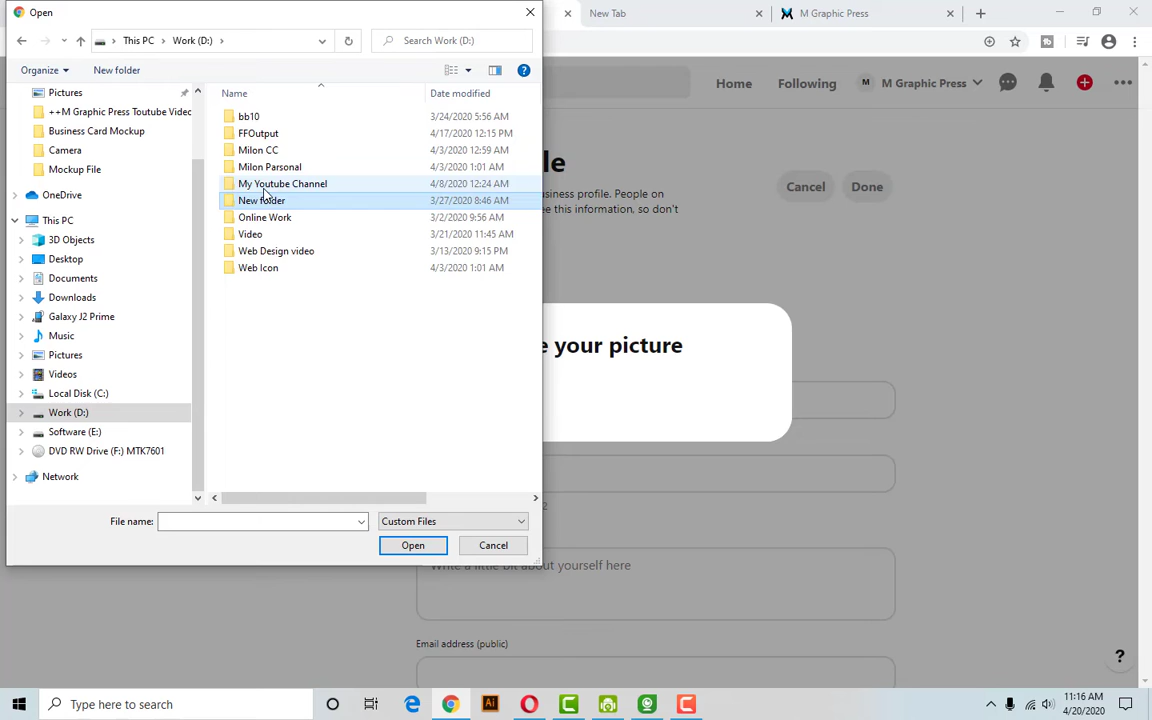 Open
New Tab
M Graphic Press
This PC
Work (D:)
Search Work (D:)
Organize
New folder
Home
Following
M
M Graphic Press
Pictures
++M Graphic Press Toutube Video
Business Card Mockup
Camera
Mockup File
OneDrive
This PC
3D Objects
Desktop
Documents
Downloads
Galaxy J2 Prime
Music
Pictures
Videos
Local Disk (C:)
Work (D:)
Software (E:)
DVD RW Drive (F:) MTK7601
Network
Name
Date modified
bb10
3/24/2020 5:56 AM
FFOutput
4/17/2020 12:15 PM
Milon CC
4/3/2020 12:59 AM
Milon Parsonal
4/3/2020 1:01 AM
My Youtube Channel
4/8/2020 12:24 AM
New folder
3/27/2020 8:46 AM
Online Work
3/2/2020 9:56 AM
Video
3/21/2020 11:45 AM
Web Design video
3/13/2020 9:15 PM
Web Icon
4/3/2020 1:01 AM
usiness profile. People on
ee this information, so don't
Cancel
Done
your picture
File name:
Custom Files
Open
Cancel
Write a little bit about yourself here
Email address (public)
?
Type here to search
11:16 AM
4/20/2020